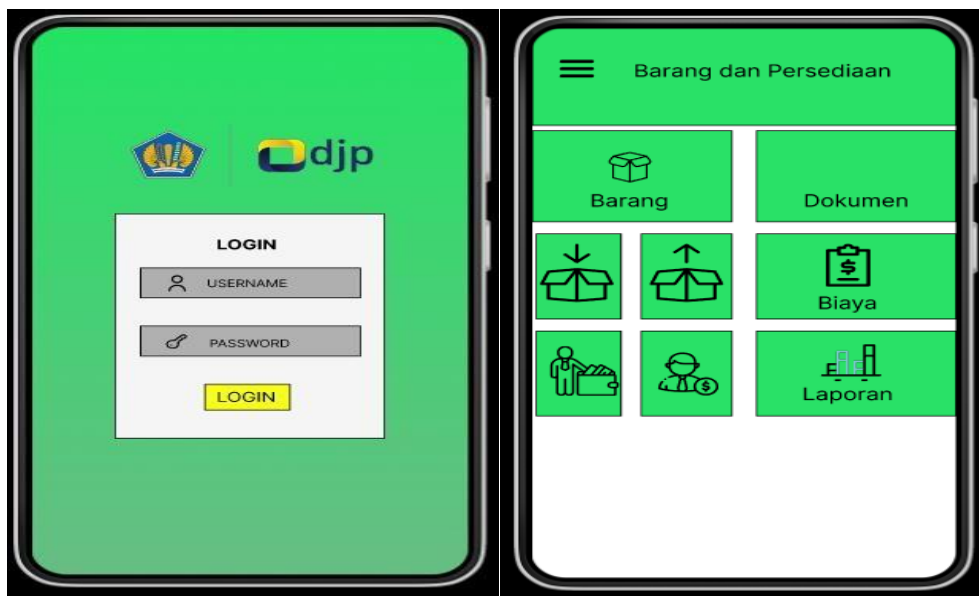 djp
LOGIN
USERNAME
PASSWORD
LOGIN
Barang dan Persediaan
Barang
Dokumen
$
Biaya
$
Laporan